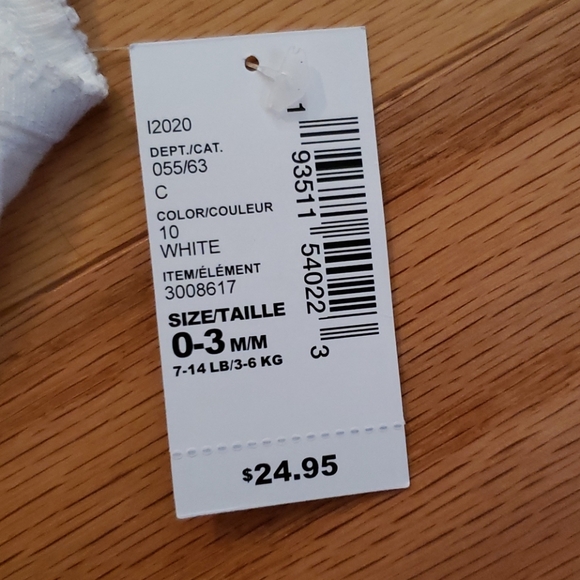 I2020
DEPT./CAT.
055/63
C
COLOR/COULEUR
10
WHITE
ITEM/ÉLÉMENT
3008617
SIZE/TAILLE
0-3 M/M
7-14 LB/3-6 KG
1 93511 54022 3
$24.95